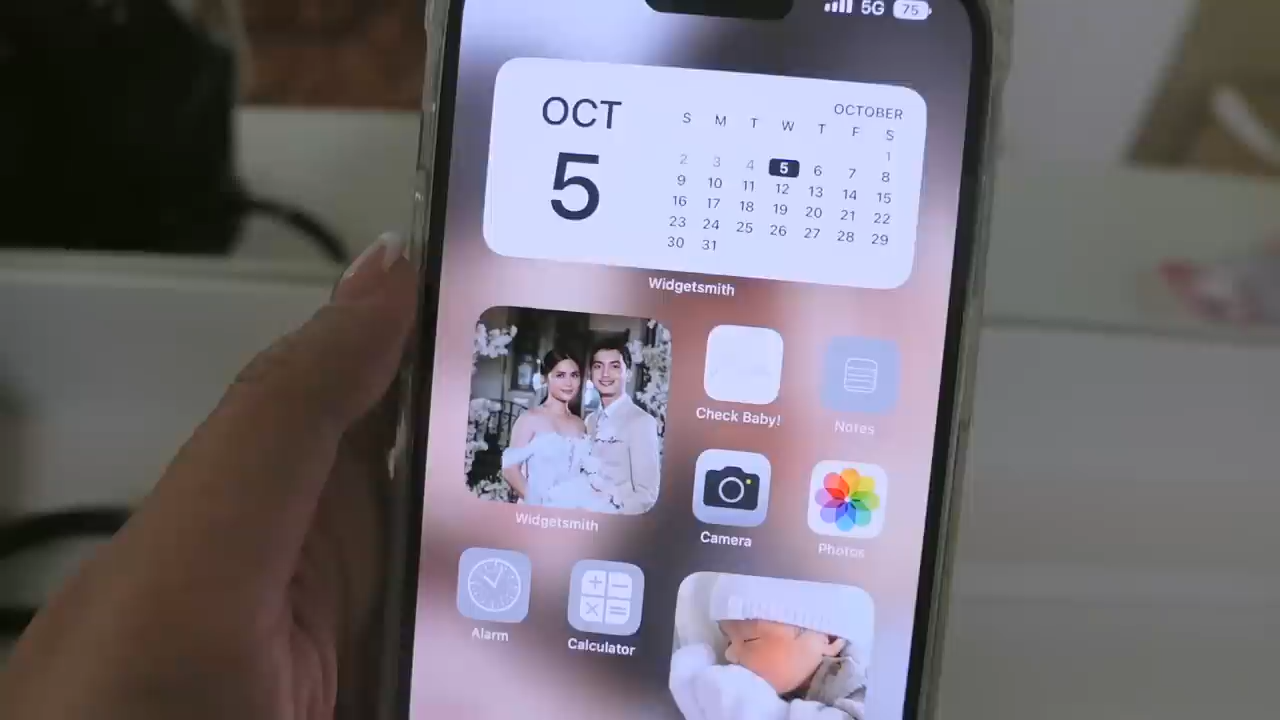 5G 75
OCT
5
OCTOBER
S M T W T F S
1
2 3 4 5 6 7 8
9 10 11 12 13 14 15
16 17 18 19 20 21 22
23 24 25 26 27 28 29
30 31
Widgetsmith
Check Baby!
Notes
Widgetsmith
Camera
Photos
Alarm
Calculator